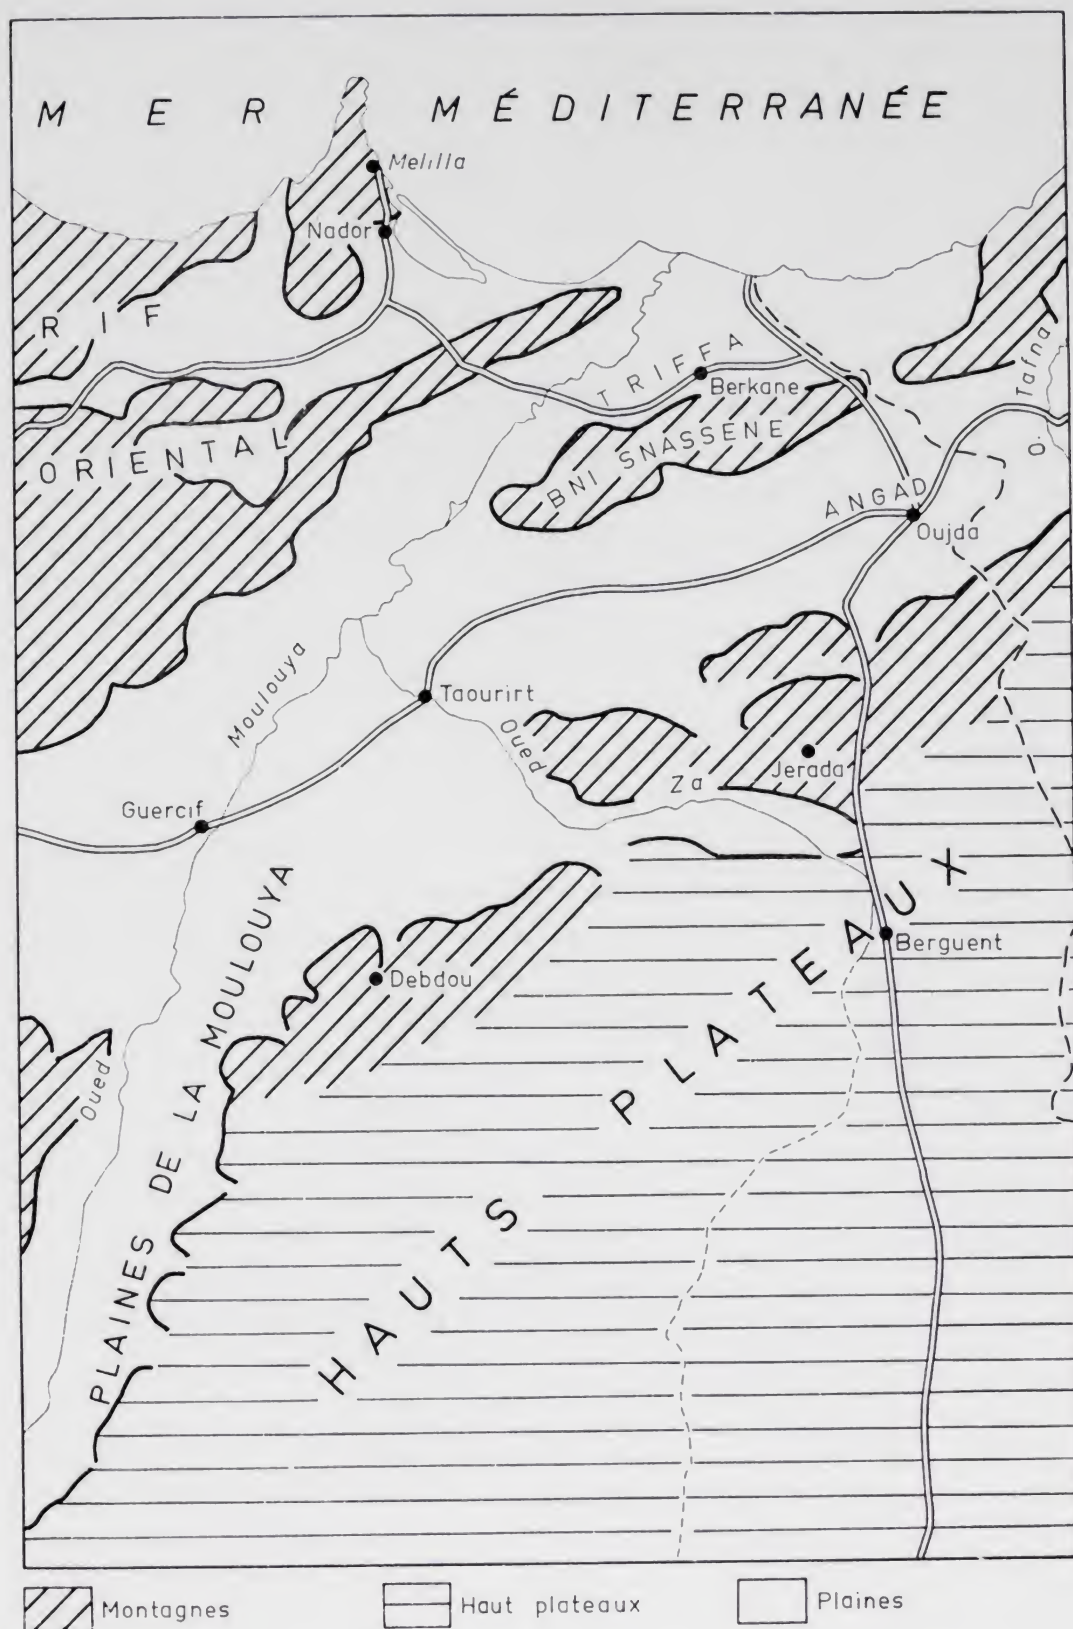 MER MÉDITERRANÉE
Melilla
Nador
RIF
TRIFFA
Berkane
O. Tafna
ORIENTAL
BNI SNASSENE
ANGAD
Oujda
Moulouya
Taourirt
Oued
Za
Jerada
Guercif
PLAINES DE LA MOULOUYA
Debdou
Berguent
HAUTS PLATEAUX
Oued
Montagnes
Haut plateaux
Plaines